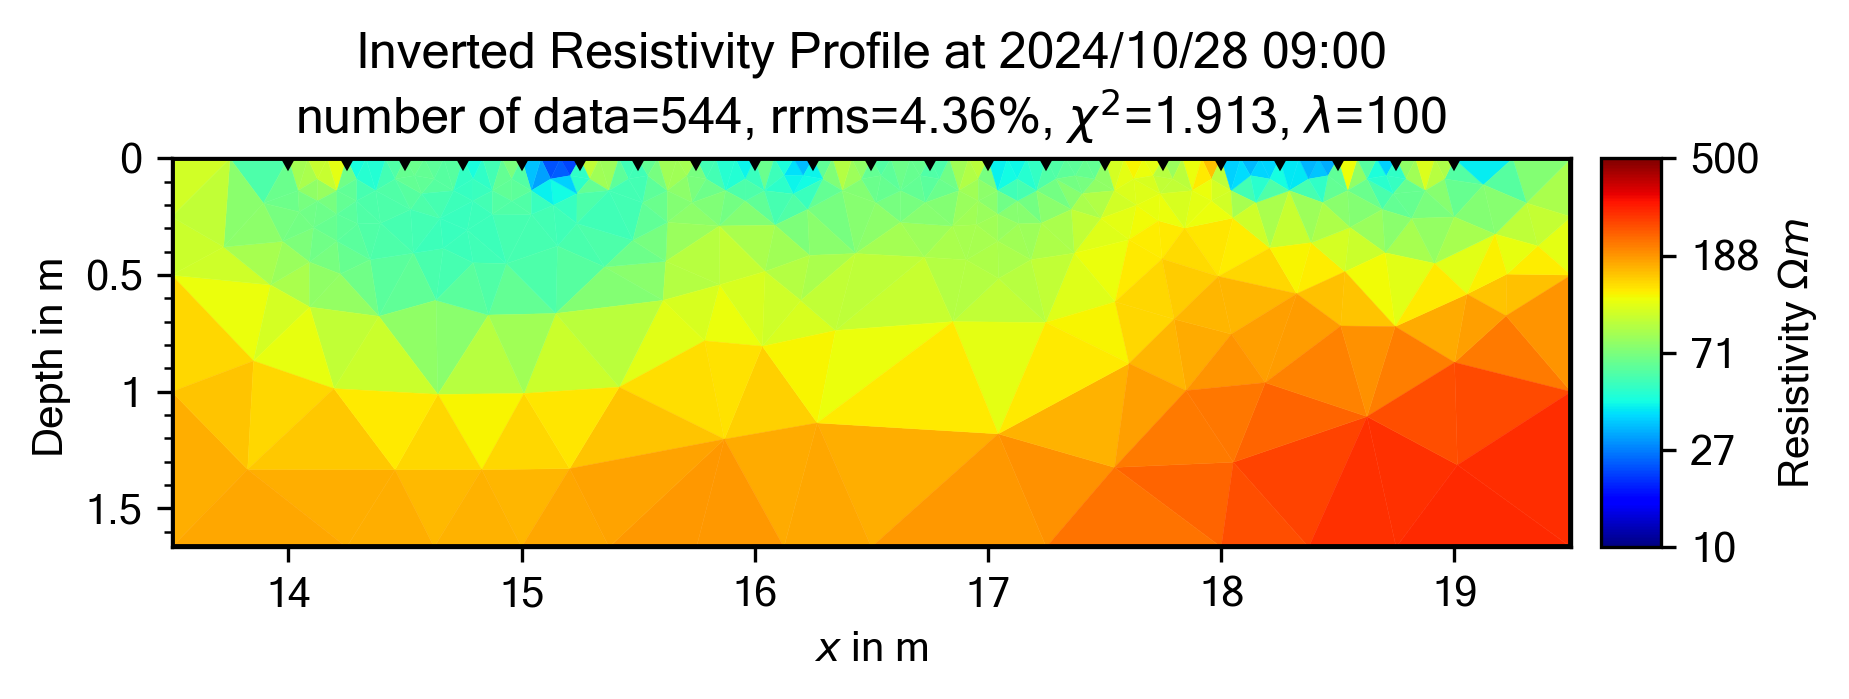 Inverted Resistivity Profile at 2024/10/28 09:00
number of data=544, rrms=4.36%, χ²=1.913, λ=100
0
0.5
1
1.5
Depth in m
14 15 16 17 18 19
x in m
500
188
71
27
10
Resistivity Ωm